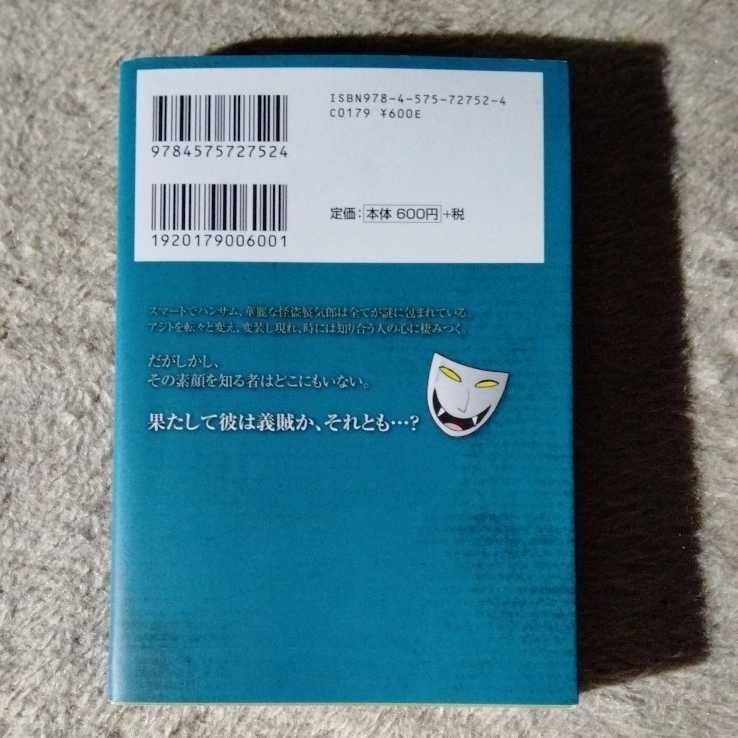 ISBN978-4-575-72752-4
C0179 ¥600E
9784575727524
定価：本体 600円+税
1920179006001
スマートでハンサム、華麗な怪盗蜃気郎は全てが謎に包まれている。
アジトを転々と変え、変装し現れ、時には知り合う人の心に棲みつく。
だがしかし、
その素顔を知る者はどこにもいない。
果たして彼は義賊か、それとも…?